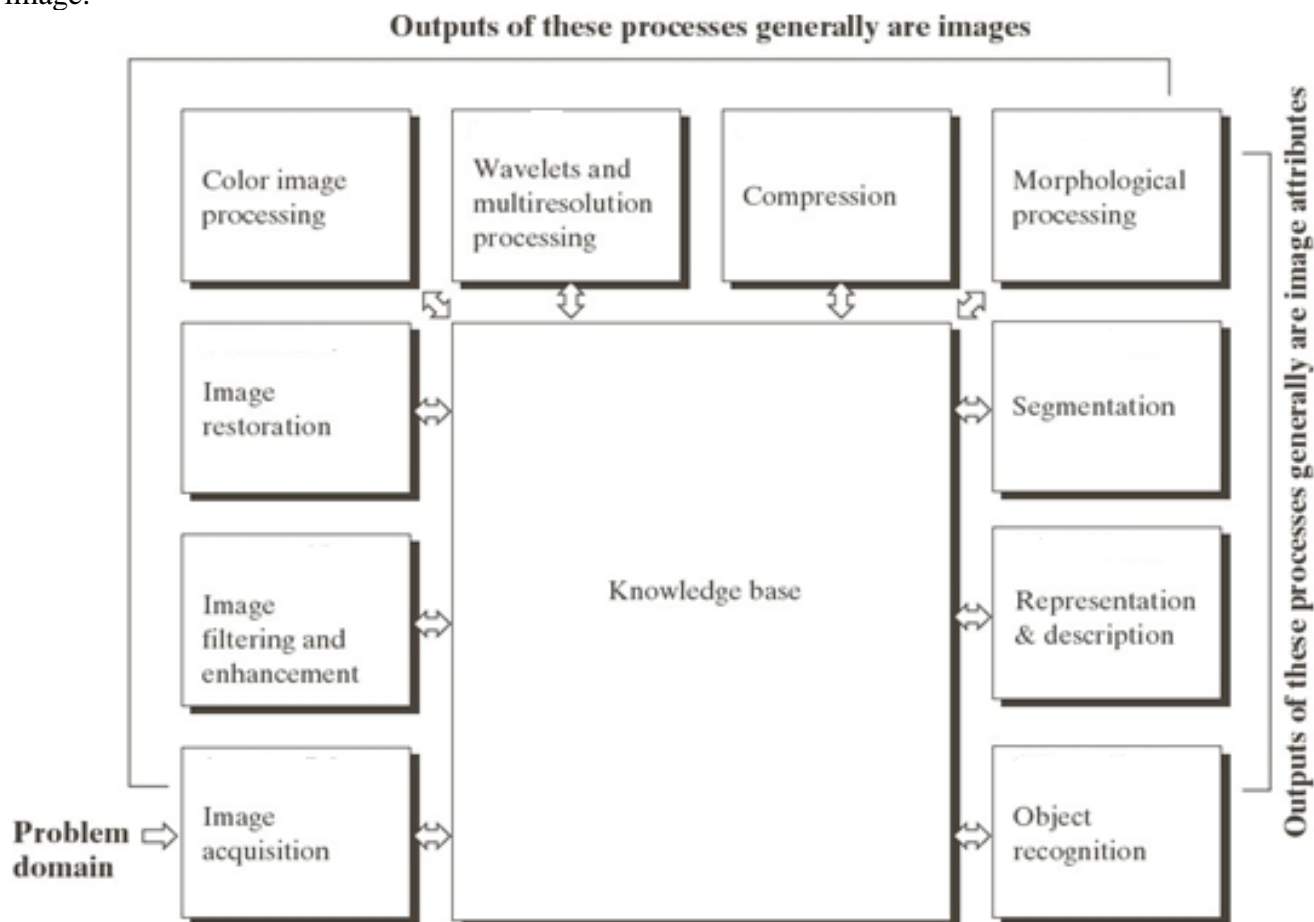 image.
Outputs of these processes generally are images
Color image
processing
Wavelets and
multiresolution
processing
Compression
Morphological
processing
Image
restoration
Segmentation
Image
filtering and
enhancement
Knowledge base
Representation
& description
Problem
domain
Image
acquisition
Object
recognition
Outputs of these processes generally are image attributes